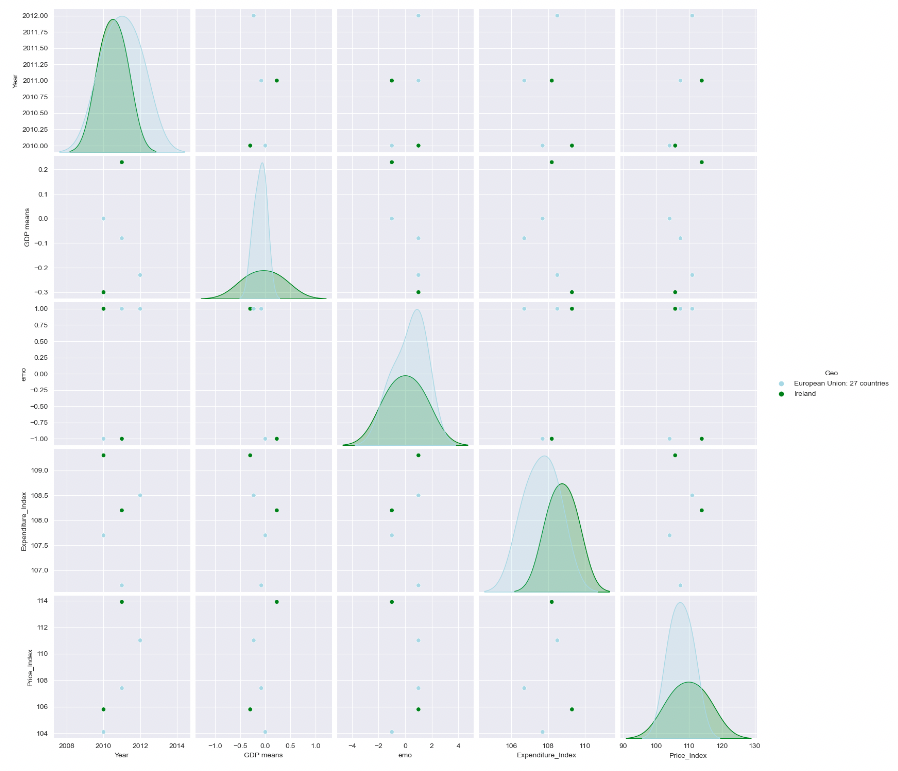 2012.00
2011.75
2011.50
2011.25
2011.00
2010.75
2010.50
2010.25
2010.00
Year
0.2
0.1
0.0
−0.1
−0.2
−0.3
GDP means
1.00
0.75
0.50
0.25
0.00
−0.25
−0.50
−0.75
−1.00
emo
Geo
European Union: 27 countries
Ireland
109.0
108.5
108.0
107.5
107.0
Expenditure_Index
114
112
110
108
106
104
Price_Index
2008 2010 2012 2014
Year
−1.0 −0.5 0.0 0.5 1.0
GDP means
−4 −2 0 2 4
emo
106 108 110
Expenditure_Index
90 100 110 120 130
Price_Index